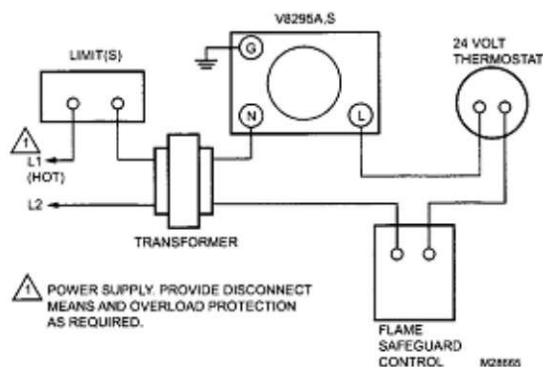 V8295A,S
LIMIT(S)
G
24 VOLT
THERMOSTAT
N
L
1
L1
(HOT)
L2
TRANSFORMER
1
POWER SUPPLY. PROVIDE DISCONNECT
MEANS AND OVERLOAD PROTECTION
AS REQUIRED.
FLAME
SAFEGUARD
CONTROL
M28665